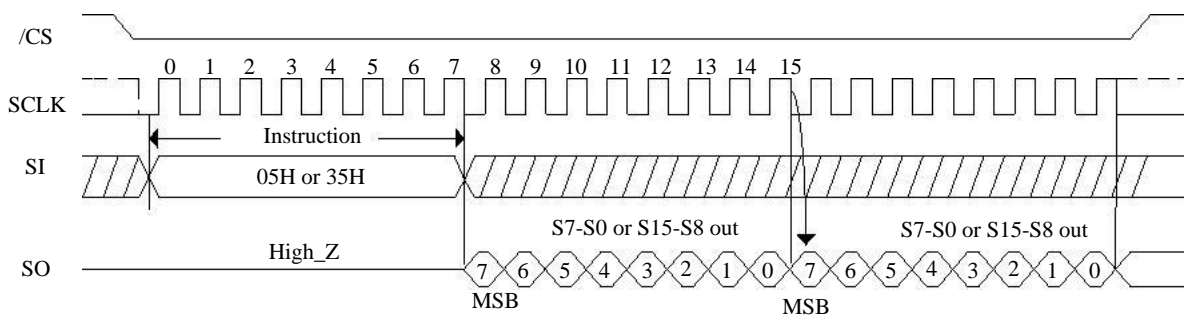 /CS
0 1 2 3 4 5 6 7 8 9 10 11 12 13 14 15
SCLK
Instruction
SI
05H or 35H
S7-S0 or S15-S8 out S7-S0 or S15-S8 out
High_Z
SO
7 6 5 4 3 2 1 0 7 6 5 4 3 2 1 0
MSB MSB